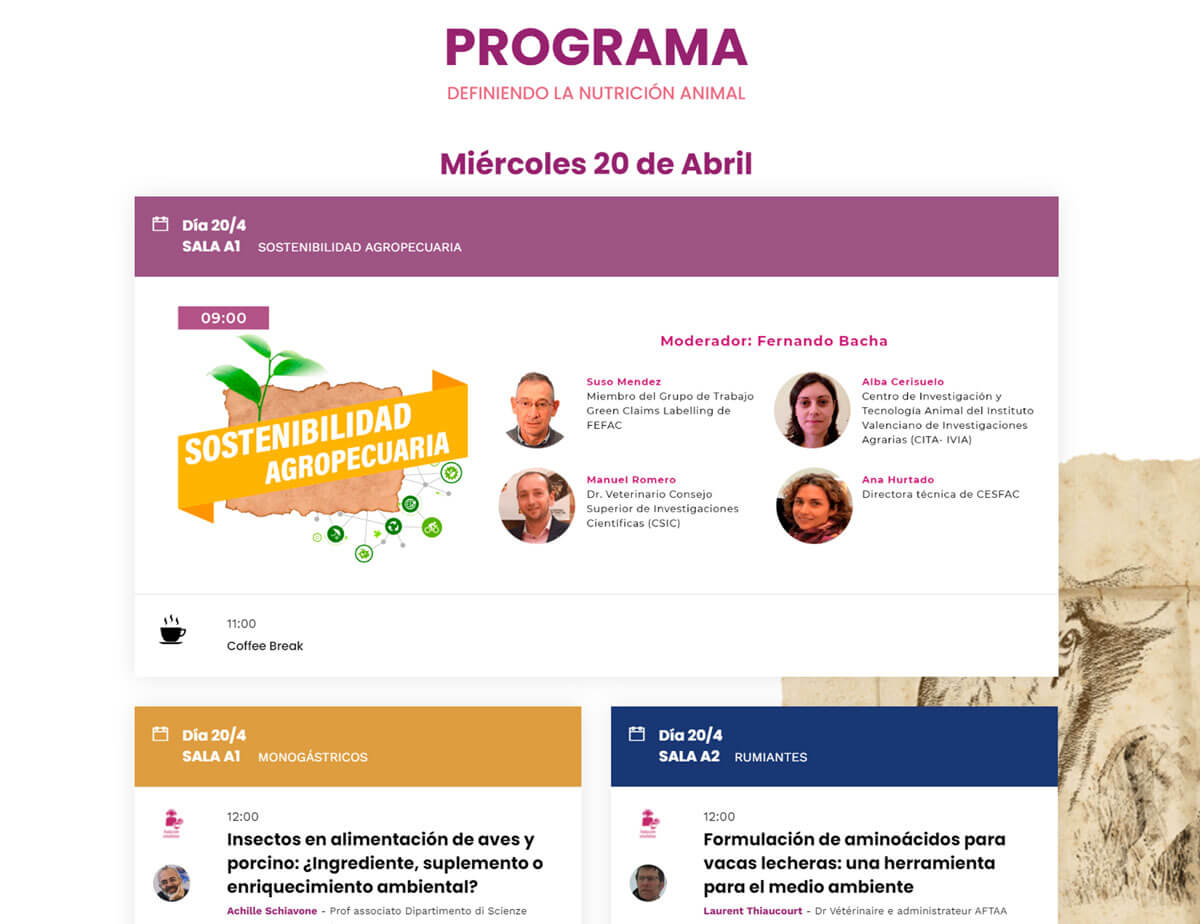 PROGRAMA
DEFINIENDO LA NUTRICIÓN ANIMAL
Miércoles 20 de Abril
Día 20/4
SALA A1 SOSTENIBILIDAD AGROPECUARIA
09:00
SOSTENIBILIDAD
AGROPECUARIA
Moderador: Fernando Bacha
Suso Mendez
Miembro del Grupo de Trabajo
Green Claims Labelling de
FEFAC
Alba Cerisuelo
Centro de Investigación y
Tecnología Animal del Instituto
Valenciano de Investigaciones
Agrarias (CITA- IVIA)
Manuel Romero
Dr. Veterinario Consejo
Superior de Investigaciones
Científicas (CSIC)
Ana Hurtado
Directora técnica de CESFAC
11:00
Coffee Break
Día 20/4
SALA A1 MONOGÁSTRICOS
12:00
Insectos en alimentación de aves y
porcino: ¿Ingrediente, suplemento o
enriquecimiento ambiental?
Achille Schiavone - Prof associato Dipartimento di Scienze
Día 20/4
SALA A2 RUMIANTES
12:00
Formulación de aminoácidos para
vacas lecheras: una herramienta
para el medio ambiente
Laurent Thiaucourt - Dr Vétérinaire e administrateur AFTAA